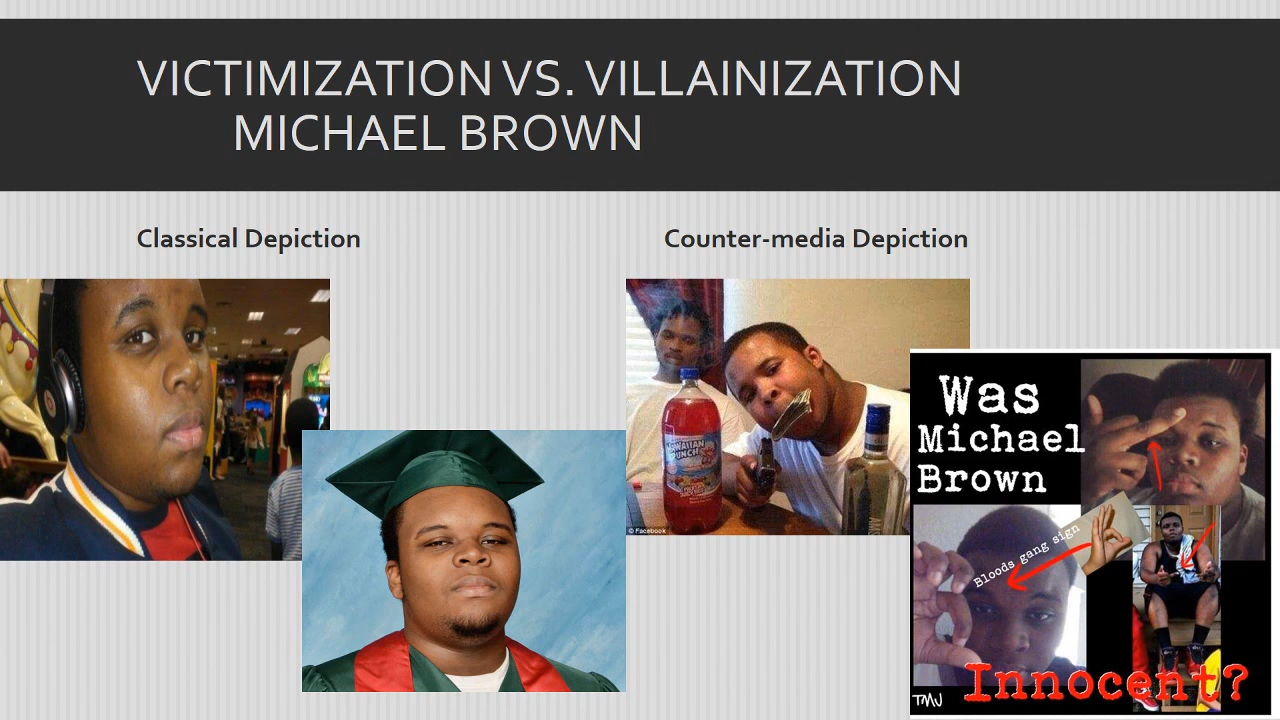 VICTIMIZATION VS. VILLAINIZATION
MICHAEL BROWN
Classical Depiction
Counter-media Depiction
HAWAIIAN
PUNCH
© Facebook
Was
Michael
Brown
Bloods gang sign
Innocent?
TMU